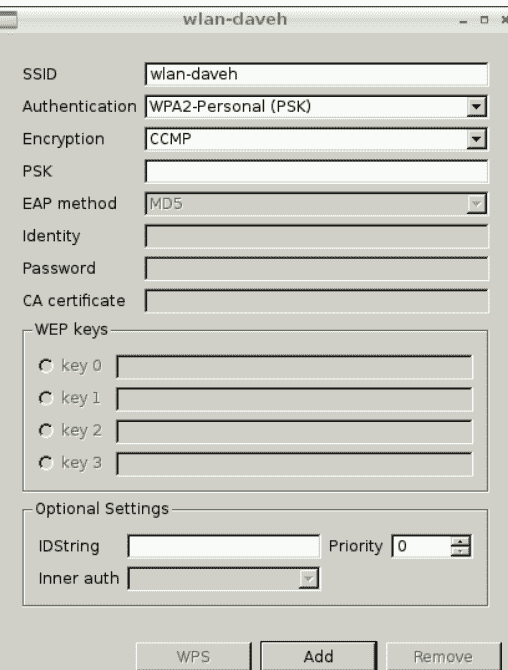 wlan-daveh
SSID wlan-daveh
Authentication WPA2-Personal (PSK)
Encryption CCMP
PSK
EAP method MD5
Identity
Password
CA certificate
WEP keys
key 0
key 1
key 2
key 3
Optional Settings
IDString Priority 0
Inner auth
WPS Add Remove